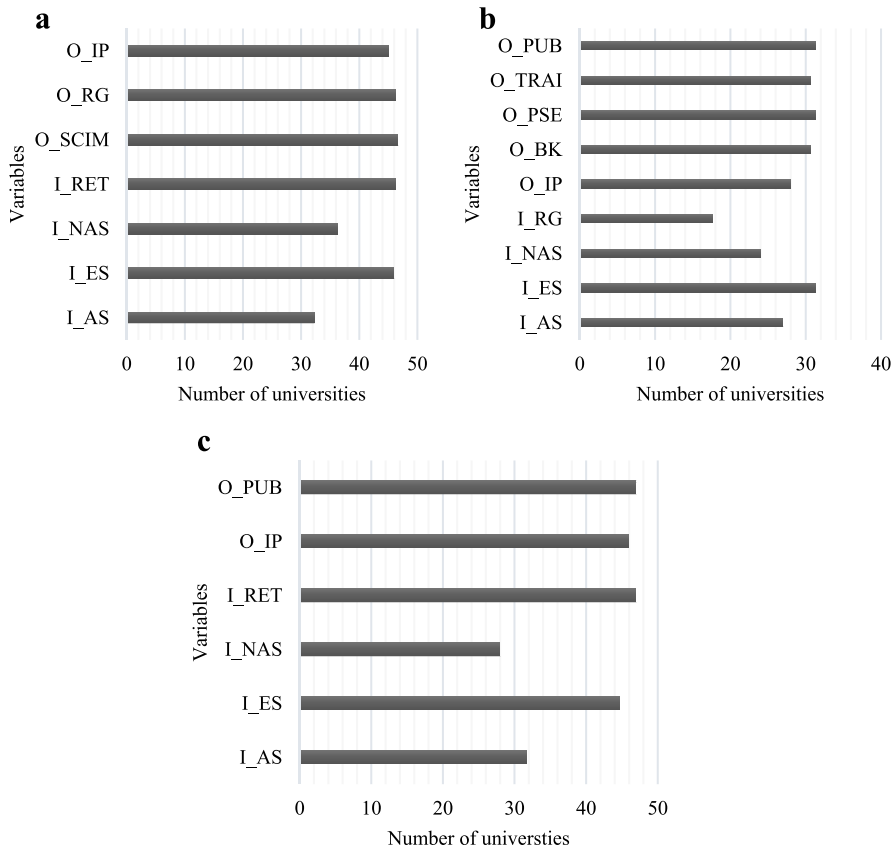 a
Variables
O_IP
O_RG
O_SCIM
I_RET
I_NAS
I_ES
I_AS
0 10 20 30 40 50
Number of universities
b
Variables
O_PUB
O_TRAI
O_PSE
O_BK
O_IP
I_RG
I_NAS
I_ES
I_AS
0 10 20 30 40
Number of universities
c
Variables
O_PUB
O_IP
I_RET
I_NAS
I_ES
I_AS
0 10 20 30 40 50
Number of universties